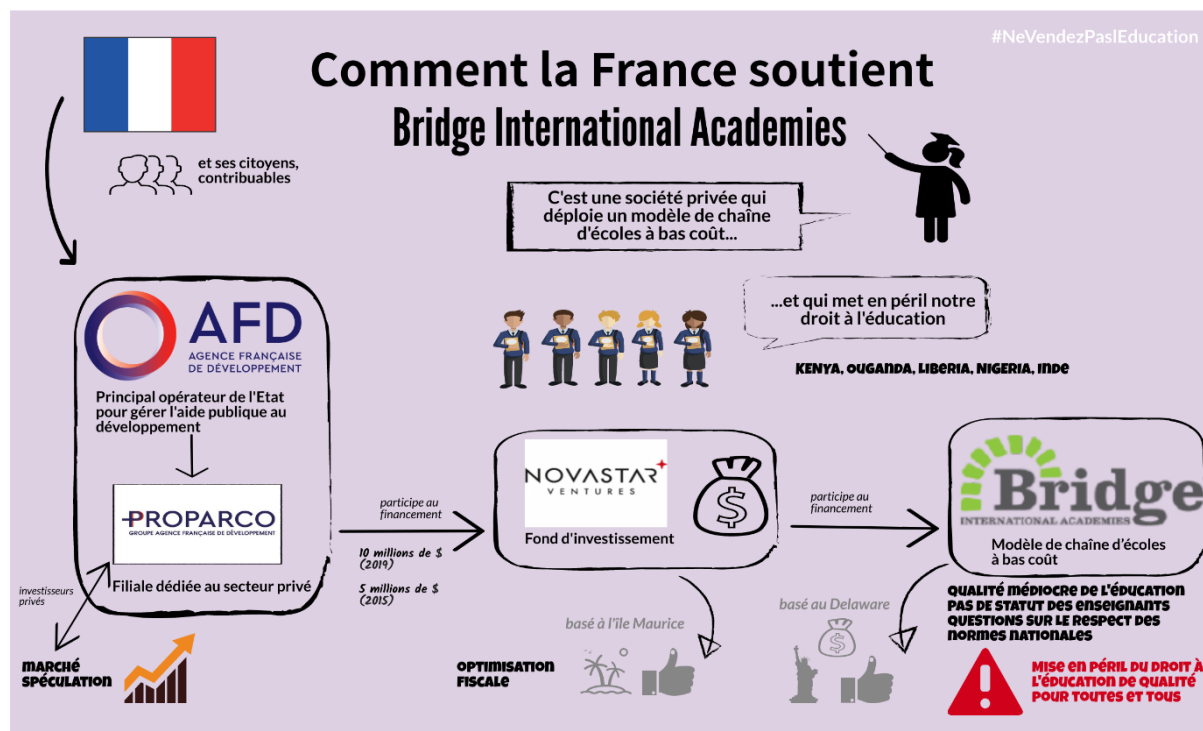 #NeVendezPaslEducation
Comment la France soutient
Bridge International Academies
et ses citoyens,
contribuables
C'est une société privée qui
déploie un modèle de chaîne
d'écoles à bas coût...
...et qui met en péril notre
droit à l'éducation
KENYA, OUGANDA, LIBERIA, NIGERIA, INDE
AFD
AGENCE FRANÇAISE
DE DÉVELOPPEMENT
Principal opérateur de l'Etat
pour gérer l'aide publique au
développement
PROPARCO
GROUPE AGENCE FRANÇAISE DE DÉVELOPPEMENT
Filiale dédiée au secteur privé
investisseurs
privés
MARCHÉ
SPÉCULATION
participe au
financement
10 millions de $
(2019)
5 millions de $
(2015)
NOVASTAR
VENTURES
$
Fond d'investissement
participe au
financement
Bridge
INTERNATIONAL ACADEMIES
Modèle de chaîne d'écoles
à bas coût
OPTIMISATION
FISCALE
basé à l'île Maurice
basé au Delaware
$
QUALITÉ MÉDIOCRE DE L'ÉDUCATION
PAS DE STATUT DES ENSEIGNANTS
QUESTIONS SUR LE RESPECT DES
NORMES NATIONALES
!
MISE EN PÉRIL DU DROIT À
L'ÉDUCATION DE QUALITÉ
POUR TOUTES ET TOUS